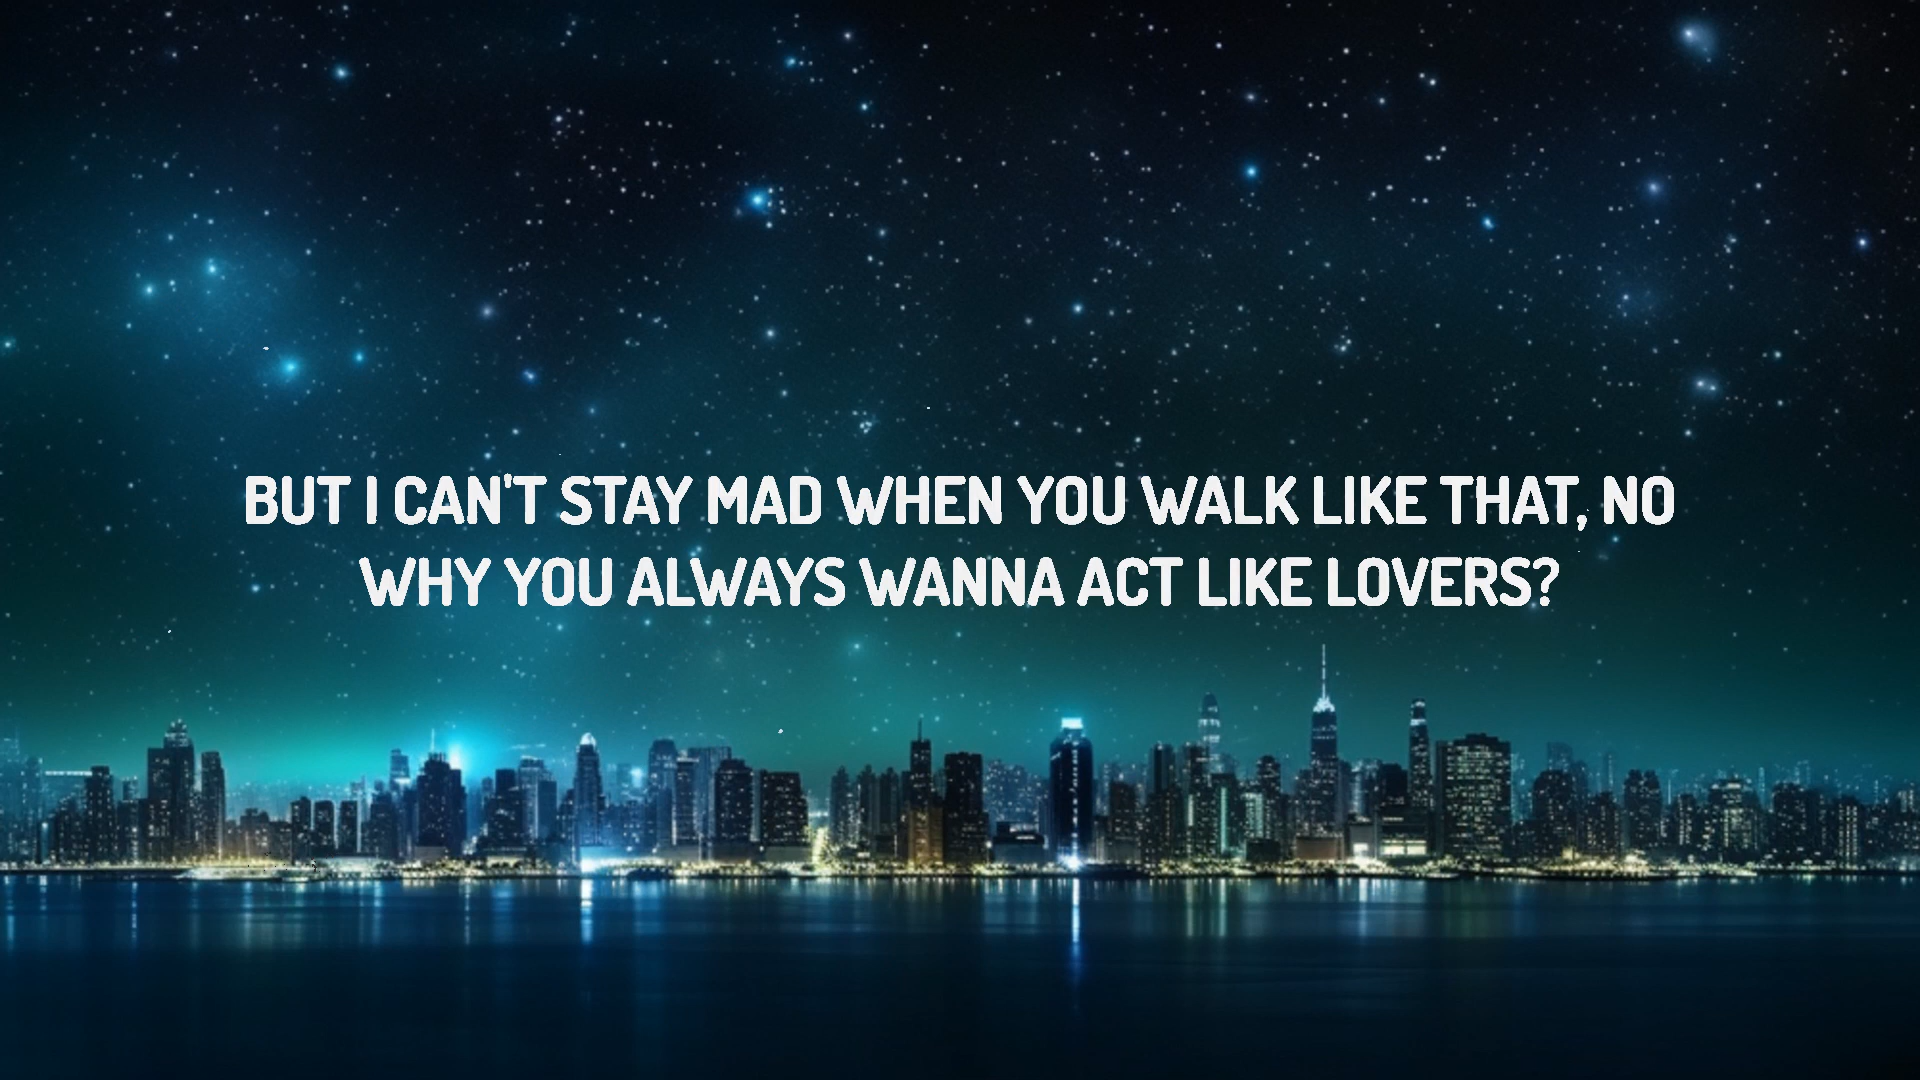 BUT I CAN'T STAY MAD WHEN YOU WALK LIKE THAT, NO
WHY YOU ALWAYS WANNA ACT LIKE LOVERS?